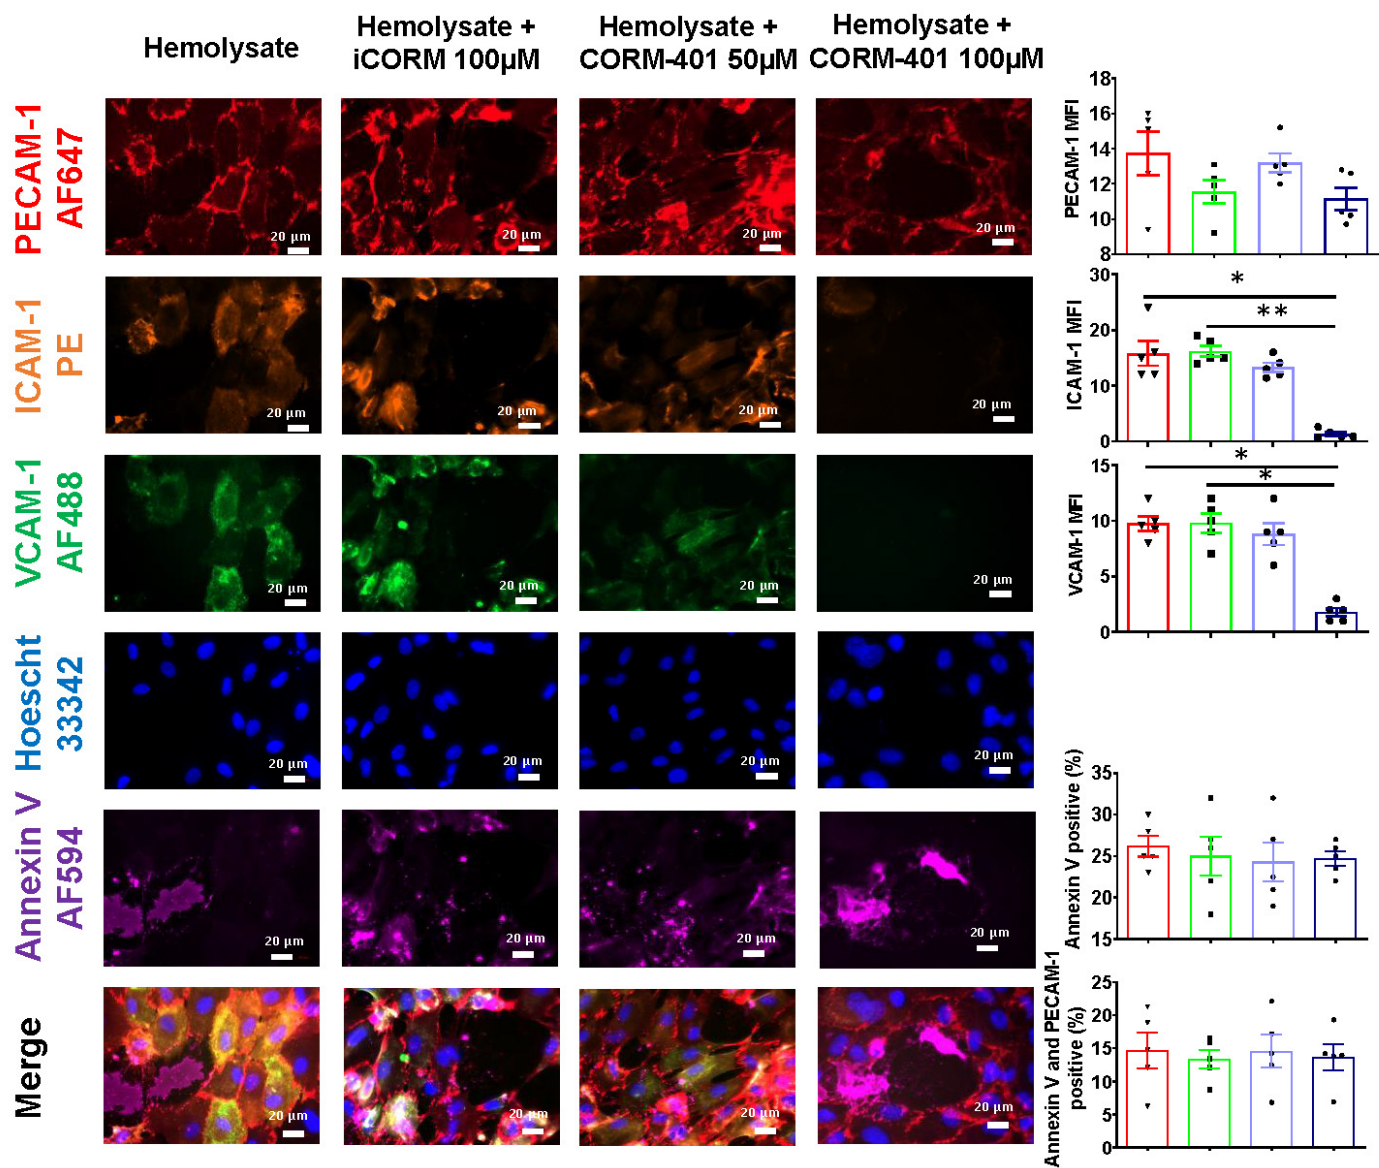 Hemolysate
Hemolysate +
iCORM 100µM
Hemolysate +
CORM-401 50µM
Hemolysate +
CORM-401 100µM
PECAM-1
AF647
20 µm
20 µm
20 µm
20 µm
PECAM-1 MFI
18
16
14
12
10
8
ICAM-1
PE
20 µm
20 µm
20 µm
20 µm
ICAM-1 MFI
30
20
10
0
*
**
VCAM-1
AF488
20 µm
20 µm
20 µm
20 µm
VCAM-1 MFI
15
10
5
0
*
*
Hoescht
33342
20 µm
20 µm
20 µm
20 µm
Annexin V
AF594
20 µm
20 µm
20 µm
20 µm
Annexin V positive (%)
35
30
25
20
15
Merge
20 µm
20 µm
20 µm
20 µm
Annexin V and PECAM-1
positive (%)
25
20
15
10
5
0